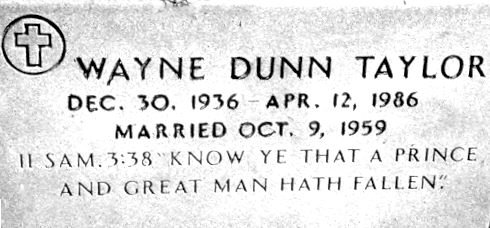 WAYNE DUNN TAYLOR
DEC. 30, 1936 - APR. 12, 1986
MARRIED OCT. 9, 1959
II SAM. 3:38 "KNOW YE THAT A PRINCE
AND GREAT MAN HATH FALLEN."